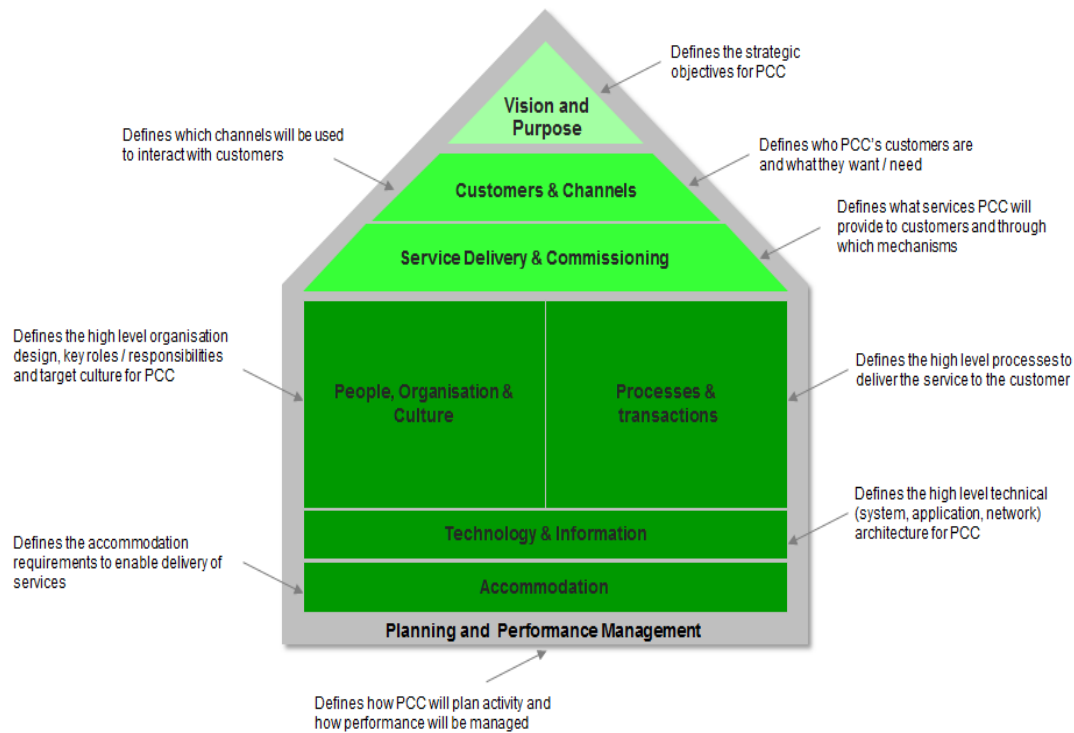 Defines the strategic
objectives for PCC
Vision and
Purpose
Defines which channels will be used
to interact with customers
Defines who PCC's customers are
and what they want / need
Customers & Channels
Defines what services PCC will
provide to customers and through
which mechanisms
Service Delivery & Commissioning
Defines the high level organisation
design, key roles / responsibilities
and target culture for PCC
People, Organisation &
Culture
Processes &
transactions
Defines the high level processes to
deliver the service to the customer
Defines the high level technical
(system, application, network)
architecture for PCC
Technology & Information
Defines the accommodation
requirements to enable delivery of
services
Accommodation
Planning and Performance Management
Defines how PCC will plan activity and
how performance will be managed